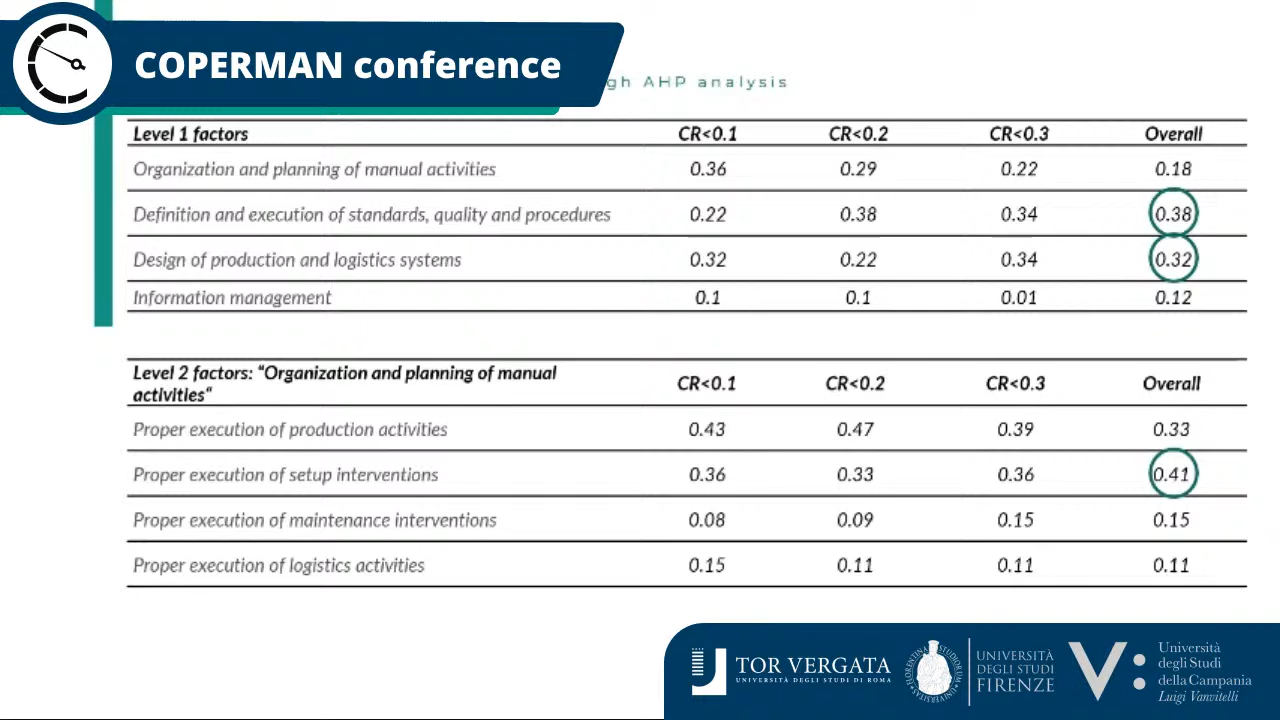 COPERMAN conference
gh AHP analysis
Level 1 factors CR<0.1 CR<0.2 CR<0.3 Overall
Organization and planning of manual activities 0.36 0.29 0.22 0.18
Definition and execution of standards, quality and procedures 0.22 0.38 0.34 0.38
Design of production and logistics systems 0.32 0.22 0.34 0.32
Information management 0.1 0.1 0.01 0.12
Level 2 factors: "Organization and planning of manual
activities" CR<0.1 CR<0.2 CR<0.3 Overall
Proper execution of production activities 0.43 0.47 0.39 0.33
Proper execution of setup interventions 0.36 0.33 0.36 0.41
Proper execution of maintenance interventions 0.08 0.09 0.15 0.15
Proper execution of logistics activities 0.15 0.11 0.11 0.11
TOR VERGATA
UNIVERSITÀ DEGLI STUDI DI ROMA
UNIVERSITÀ
DEGLI STUDI
FIRENZE
V:
Università
degli Studi
della Campania
Luigi Vanvitelli